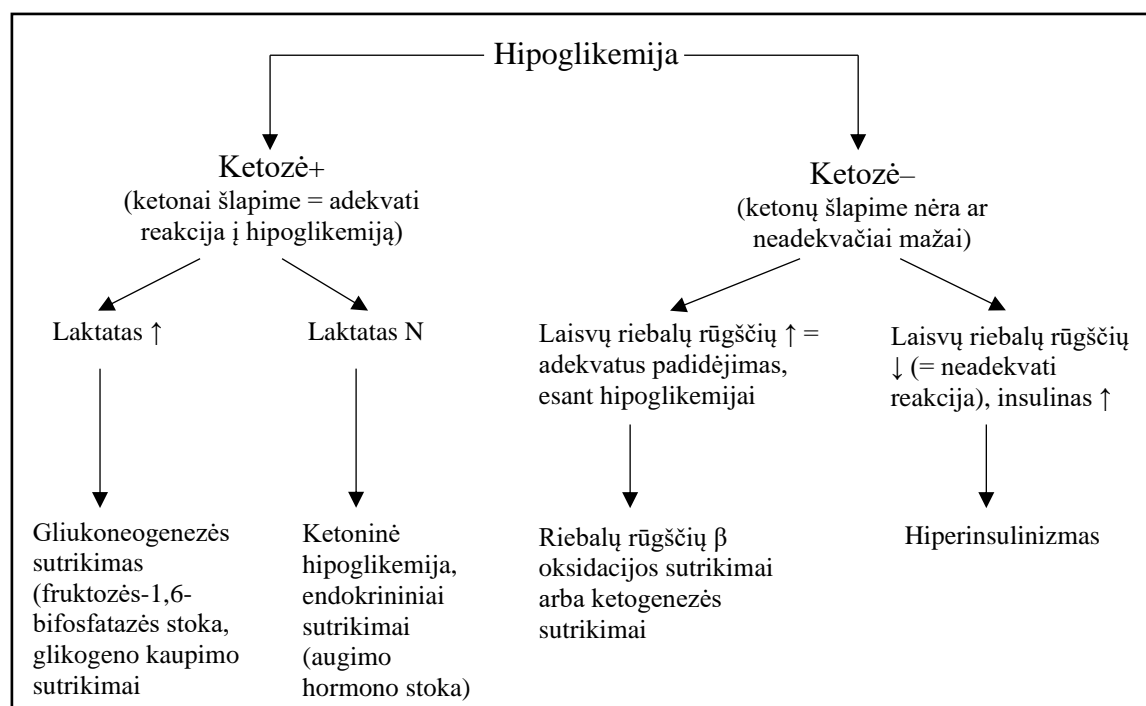 Hipoglikemija
Ketozė+
(ketonai šlapime = adekvati
reakcija į hipoglikemiją)
Ketozė–
(ketonų šlapime nėra ar
neadekvačiai mažai)
Laktatas ↑
Laktatas N
Laisvų riebalų rūgščių ↑ =
adekvatus padidėjimas,
esant hipoglikemijai
Laisvų riebalų rūgščių
↓ (= neadekvati
reakcija), insulinas ↑
Gliukoneogenezės
sutrikimas
(fruktozės-1,6-
bifosfatazės stoka,
glikogeno kaupimo
sutrikimai
Ketoninė
hipoglikemija,
endokrininiai
sutrikimai
(augimo
hormono stoka)
Riebalų rūgščių β
oksidacijos sutrikimai
arba ketogenezės
sutrikimai
Hiperinsulinizmas